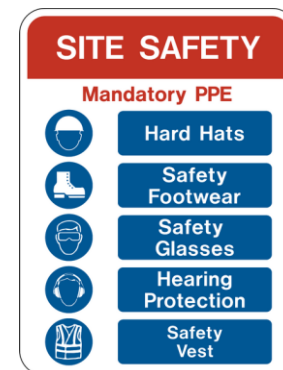 SITE SAFETY
Mandatory PPE
Hard Hats
Safety
Footwear
Safety
Glasses
Hearing
Protection
Safety
Vest